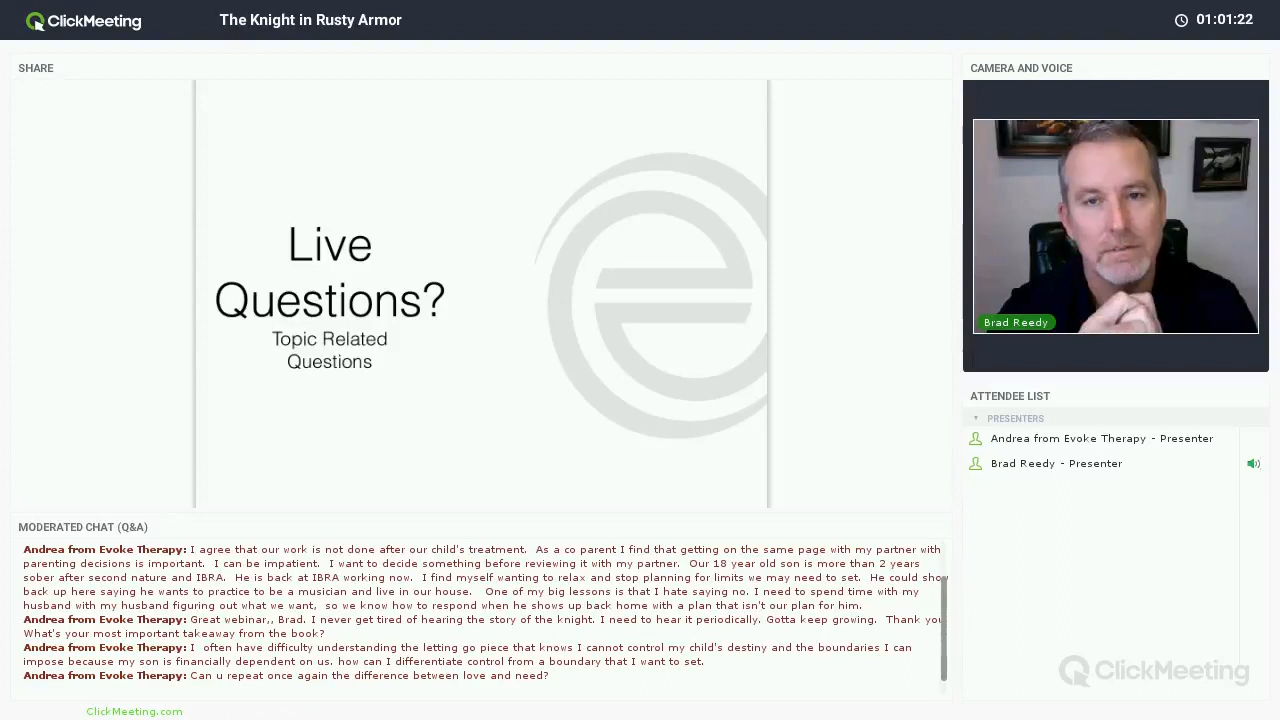 ClickMeeting
The Knight in Rusty Armor
01:01:22
SHARE
Live
Questions?
Topic Related
Questions
CAMERA AND VOICE
Brad Reedy
ATTENDEE LIST
PRESENTERS
Andrea from Evoke Therapy - Presenter
Brad Reedy - Presenter
MODERATED CHAT (Q&A)
Andrea from Evoke Therapy: I agree that our work is not done after our child's treatment. As a co parent I find that getting on the same page with my partner with
parenting decisions is important. I can be impatient. I want to decide something before reviewing it with my partner. Our 18 year old son is more than 2 years
sober after second nature and IBRA. He is back at IBRA working now. I find myself wanting to relax and stop planning for limits we may need to set. He could show
back up here saying he wants to practice to be a musician and live in our house. One of my big lessons is that I hate saying no. I need to spend time with my
husband with my husband figuring out what we want, so we know how to respond when he shows up back home with a plan that isn't our plan for him.
Andrea from Evoke Therapy: Great webinar,, Brad. I never get tired of hearing the story of the knight. I need to hear it periodically. Gotta keep growing. Thank you
What's your most important takeaway from the book?
Andrea from Evoke Therapy: I often have difficulty understanding the letting go piece that knows I cannot control my child's destiny and the boundaries I can
impose because my son is financially dependent on us. how can I differentiate control from a boundary that I want to set.
Andrea from Evoke Therapy: Can u repeat once again the difference between love and need?
ClickMeeting
ClickMeeting.com